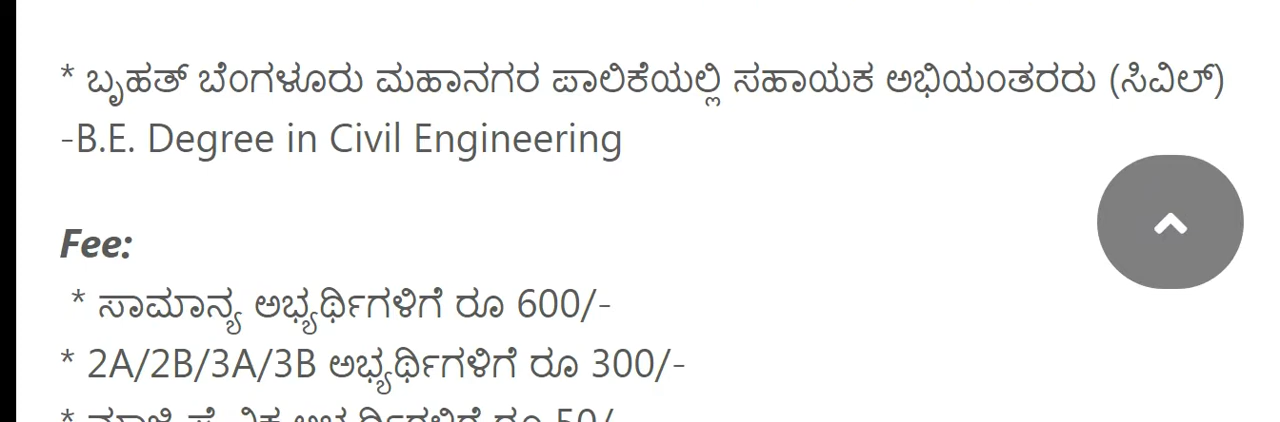 * ಬೃಹತ್ ಬೆಂಗಳೂರು ಮಹಾನಗರ ಪಾಲಿಕೆಯಲ್ಲಿ ಸಹಾಯಕ ಅಭಿಯಂತರರು (ಸಿವಿಲ್)
-B.E. Degree in Civil Engineering
Fee:
* ಸಾಮಾನ್ಯ ಅಭ್ಯರ್ಥಿಗಳಿಗೆ ರೂ 600/-
* 2A/2B/3A/3B ಅಭ್ಯರ್ಥಿಗಳಿಗೆ ರೂ 300/-